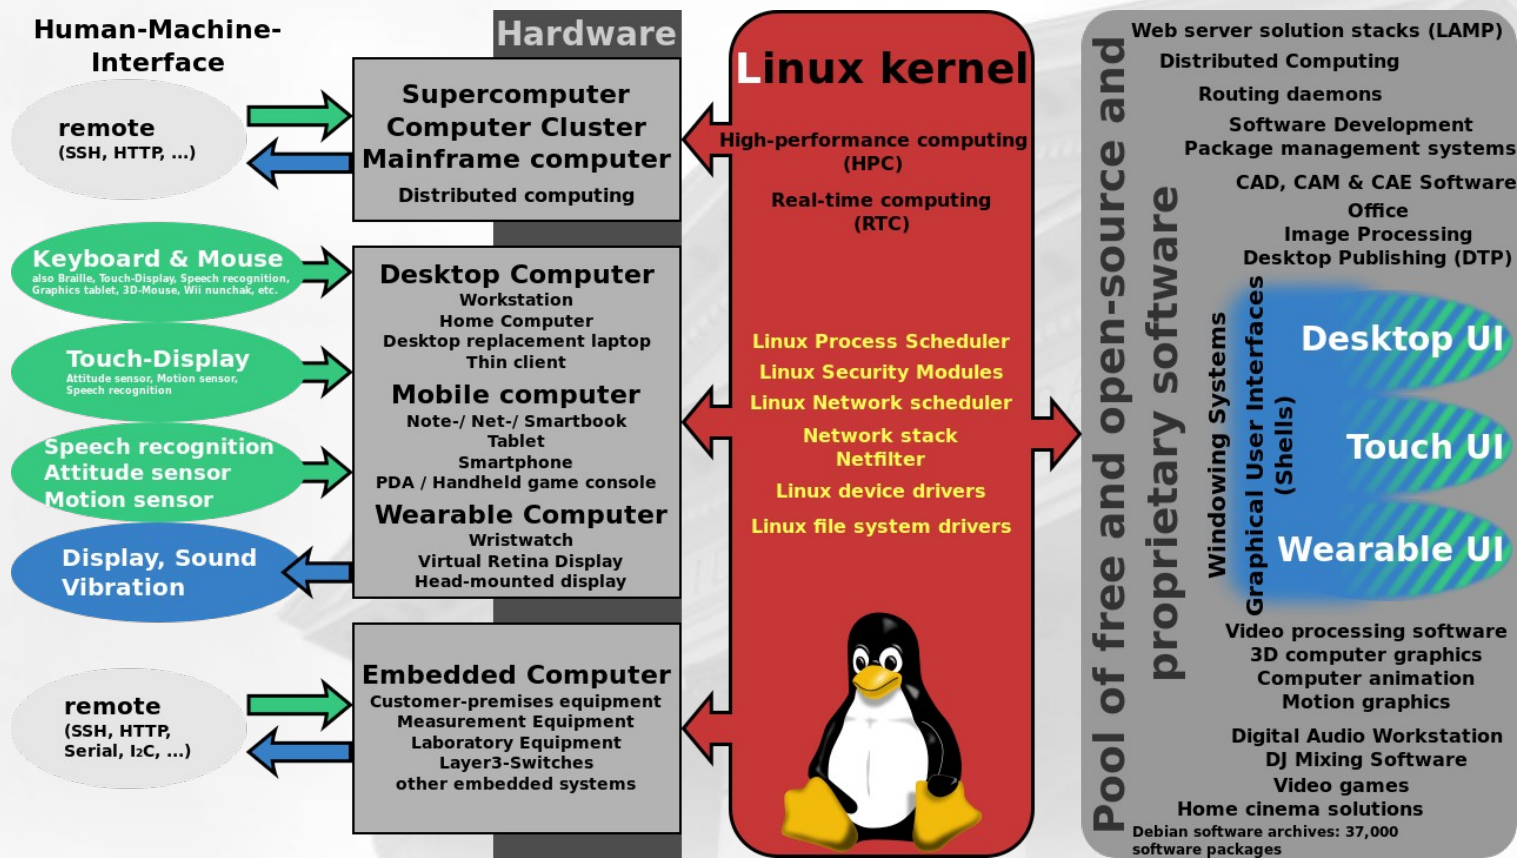 Human-Machine-
Interface
remote
(SSH, HTTP, ...)
Keyboard & Mouse
also Braille, Touch-Display, Speech recognition,
Graphics tablet, 3D-Mouse, Wii nunchak, etc.
Touch-Display
Attitude sensor, Motion sensor,
Speech recognition
Speech recognition
Attitude sensor
Motion sensor
Display, Sound
Vibration
remote
(SSH, HTTP,
Serial, I2C, ...)
Hardware
Supercomputer
Computer Cluster
Mainframe computer
Distributed computing
Desktop Computer
Workstation
Home Computer
Desktop replacement laptop
Thin client
Mobile computer
Note-/ Net-/ Smartbook
Tablet
Smartphone
PDA / Handheld game console
Wearable Computer
Wristwatch
Virtual Retina Display
Head-mounted display
Embedded Computer
Customer-premises equipment
Measurement Equipment
Laboratory Equipment
Layer3-Switches
other embedded systems
Linux kernel
High-performance computing
(HPC)
Real-time computing
(RTC)
Linux Process Scheduler
Linux Security Modules
Linux Network scheduler
Network stack
Netfilter
Linux device drivers
Linux file system drivers
Pool of free and open-source and
proprietary software
Web server solution stacks (LAMP)
Distributed Computing
Routing daemons
Software Development
Package management systems
CAD, CAM & CAE Software
Office
Image Processing
Desktop Publishing (DTP)
Windowing Systems
Graphical User Interfaces
(Shells)
Desktop UI
Touch UI
Wearable UI
Video processing software
3D computer graphics
Computer animation
Motion graphics
Digital Audio Workstation
DJ Mixing Software
Video games
Home cinema solutions
Debian software archives: 37,000
software packages